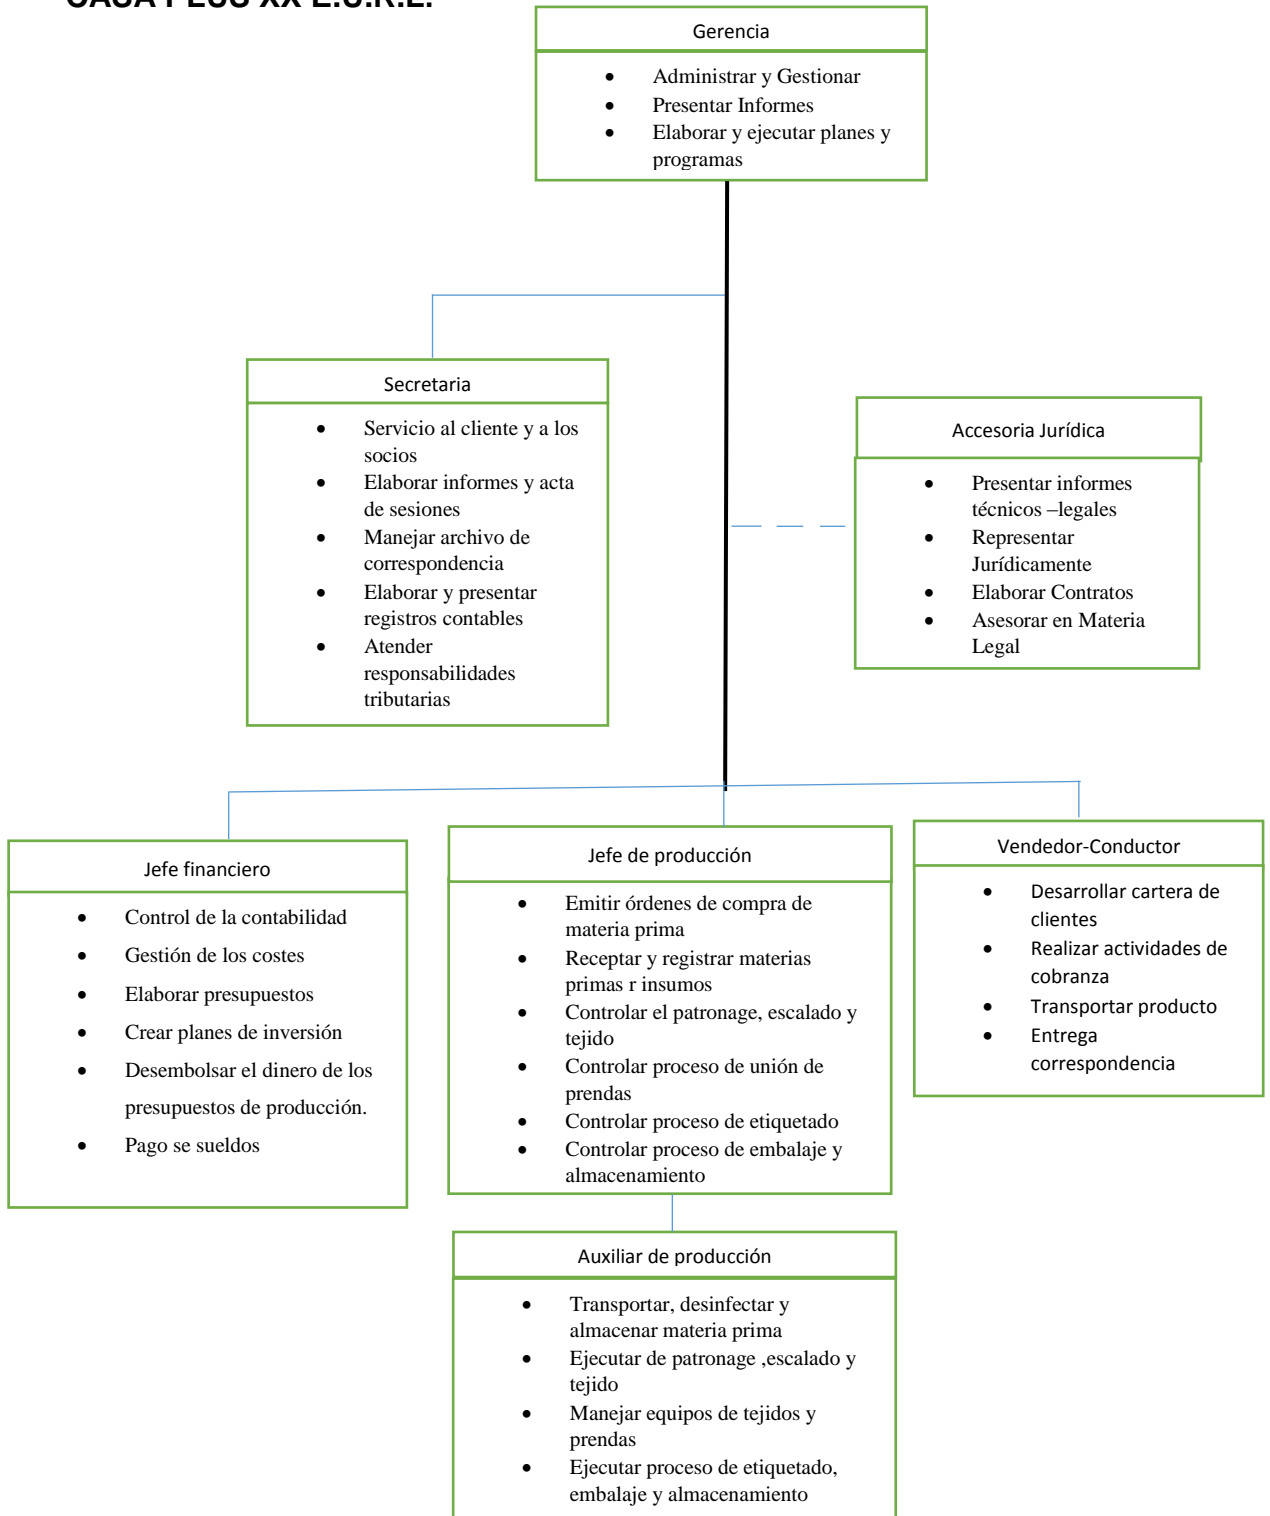 Gerencia
• Administrar y Gestionar
• Presentar Informes
• Elaborar y ejecutar planes y
programas
Secretaria
• Servicio al cliente y a los
socios
• Elaborar informes y acta
de sesiones
• Manejar archivo de
correspondencia
• Elaborar y presentar
registros contables
• Atender
responsabilidades
tributarias
Accesoria Jurídica
• Presentar informes
técnicos –legales
• Representar
Jurídicamente
• Elaborar Contratos
• Asesorar en Materia
Legal
Jefe financiero
• Control de la contabilidad
• Gestión de los costes
• Elaborar presupuestos
• Crear planes de inversión
• Desembolsar el dinero de los
presupuestos de producción.
• Pago se sueldos
Jefe de producción
• Emitir órdenes de compra de
materia prima
• Receptar y registrar materias
primas r insumos
• Controlar el patronage, escalado y
tejido
• Controlar proceso de unión de
prendas
• Controlar proceso de etiquetado
• Controlar proceso de embalaje y
almacenamiento
Vendedor-Conductor
• Desarrollar cartera de
clientes
• Realizar actividades de
cobranza
• Transportar producto
• Entrega
correspondencia
Auxiliar de producción
• Transportar, desinfectar y
almacenar materia prima
• Ejecutar de patronage ,escalado y
tejido
• Manejar equipos de tejidos y
prendas
• Ejecutar proceso de etiquetado,
embalaje y almacenamiento